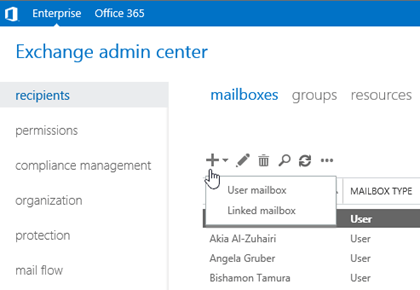 Enterprise Office 365
Exchange admin center
recipients
permissions
compliance management
organization
protection
mail flow
mailboxes groups resources
User mailbox
Linked mailbox
MAILBOX TYPE
User
Akia Al-Zuhairi User
Angela Gruber User
Bishamon Tamura User